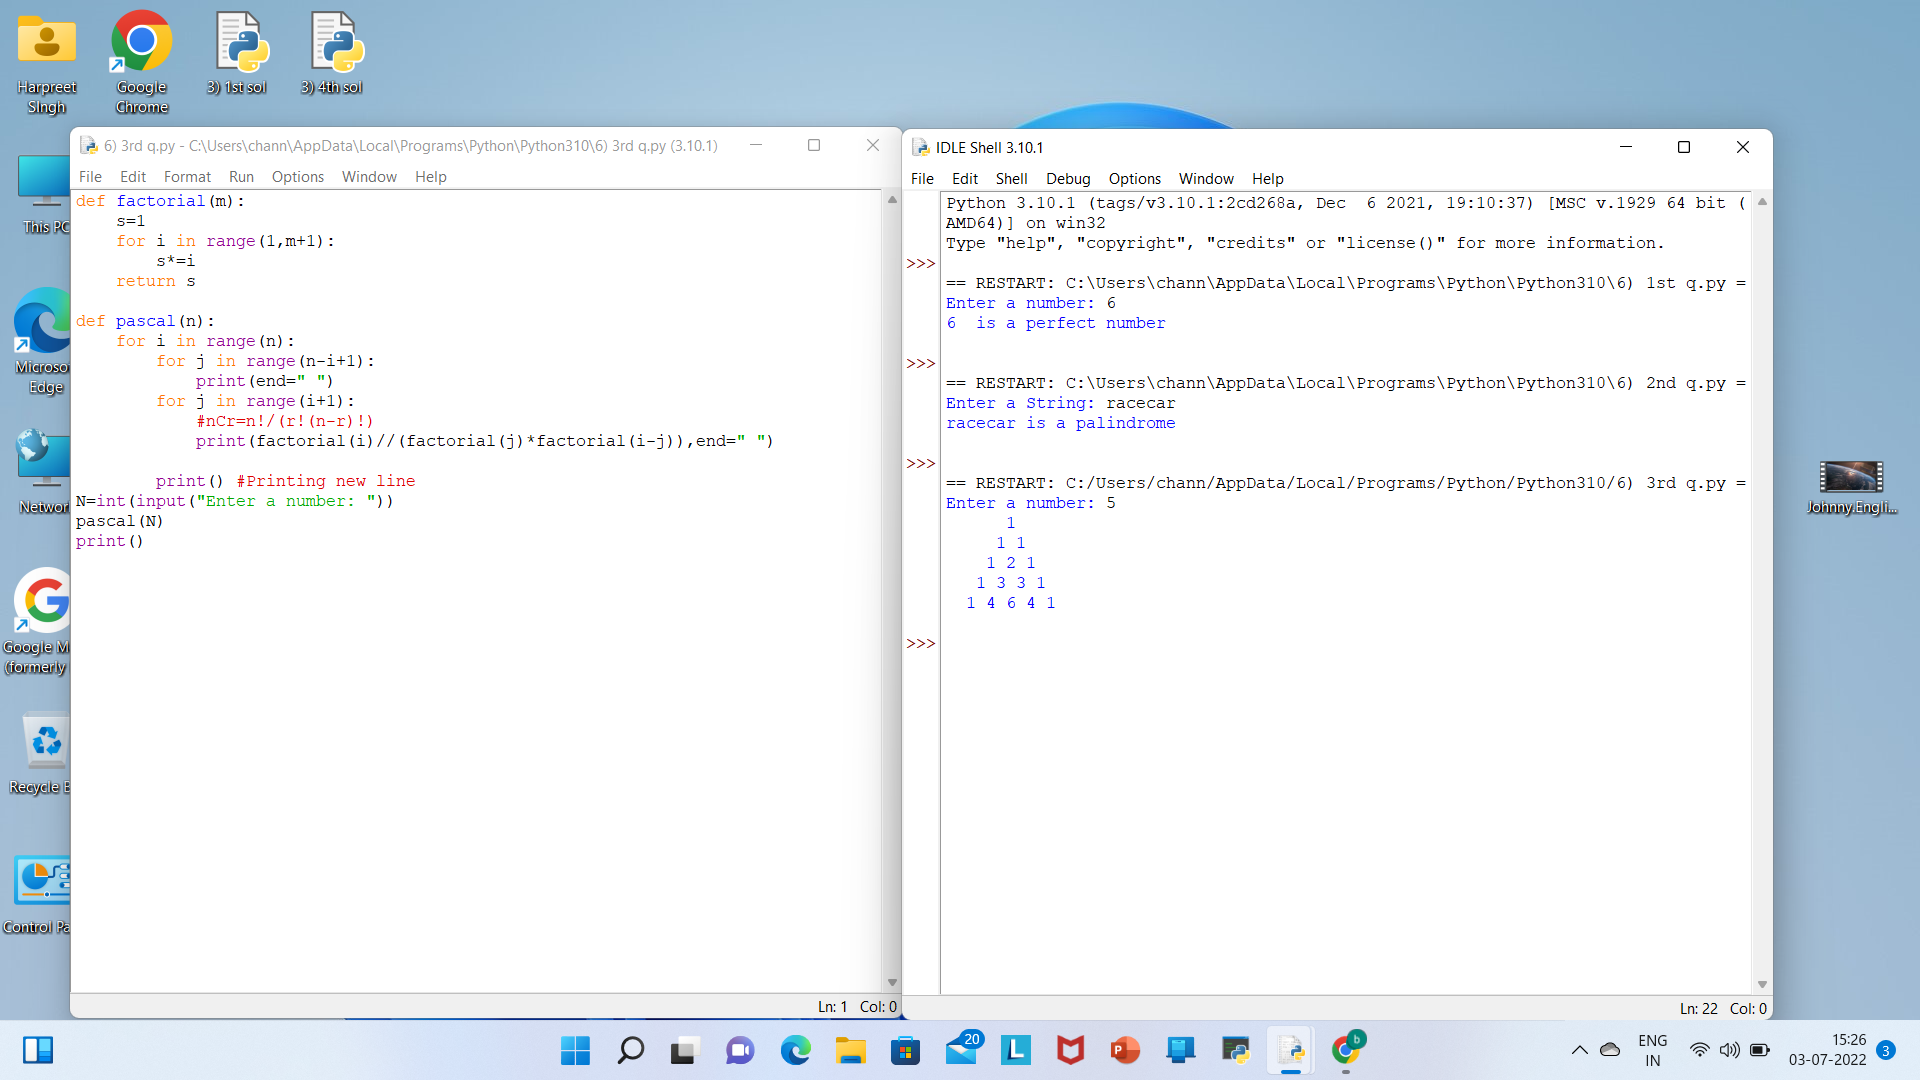 Harpreet
SIngh
Google
Chrome
3) 1st sol
3) 4th sol
This PC
Microso
Edge
Networ
Google M
(formerly
Recycle B
Control Pa
Johnny.Engli...
6) 3rd q.py - C:\Users\chann\AppData\Local\Programs\Python\Python310\6) 3rd q.py (3.10.1)
File Edit Format Run Options Window Help
def factorial(m):
    s=1
    for i in range(1,m+1):
        s*=i
    return s

def pascal(n):
    for i in range(n):
        for j in range(n-i+1):
            print(end=" ")
        for j in range(i+1):
            #nCr=n!/(r!(n-r)!)
            print(factorial(i)//(factorial(j)*factorial(i-j)),end=" ")

        print() #Printing new line
N=int(input("Enter a number: "))
pascal(N)
print()
Ln: 1 Col: 0
IDLE Shell 3.10.1
File Edit Shell Debug Options Window Help
Python 3.10.1 (tags/v3.10.1:2cd268a, Dec  6 2021, 19:10:37) [MSC v.1929 64 bit (
AMD64)] on win32
Type "help", "copyright", "credits" or "license()" for more information.
>>>
== RESTART: C:\Users\chann\AppData\Local\Programs\Python\Python310\6) 1st q.py =
Enter a number: 6
6  is a perfect number
>>>
== RESTART: C:\Users\chann\AppData\Local\Programs\Python\Python310\6) 2nd q.py =
Enter a String: racecar
racecar is a palindrome
>>>
== RESTART: C:/Users/chann/AppData/Local/Programs/Python/Python310/6) 3rd q.py =
Enter a number: 5
      1
     1 1
    1 2 1
   1 3 3 1
  1 4 6 4 1
>>>
Ln: 22 Col: 0
20
L
P
b
ENG
IN
15:26
03-07-2022
3